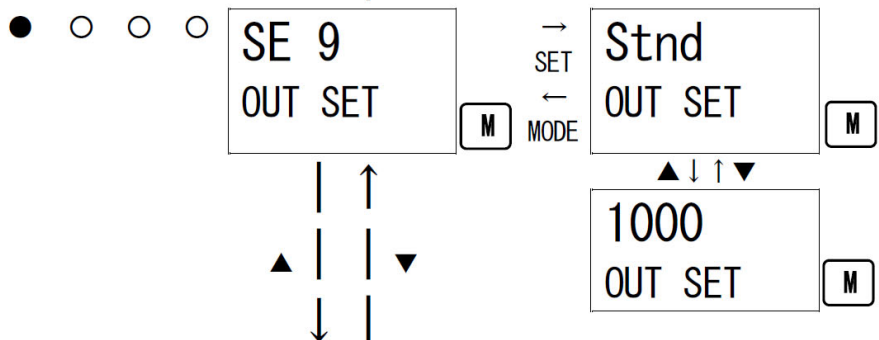 ● ○ ○ ○
SE 9
OUT SET
M
→
SET
←
MODE
Stnd
OUT SET
M
▲↓↑▼
1000
OUT SET
M
▲ ↓ ↑ ▼